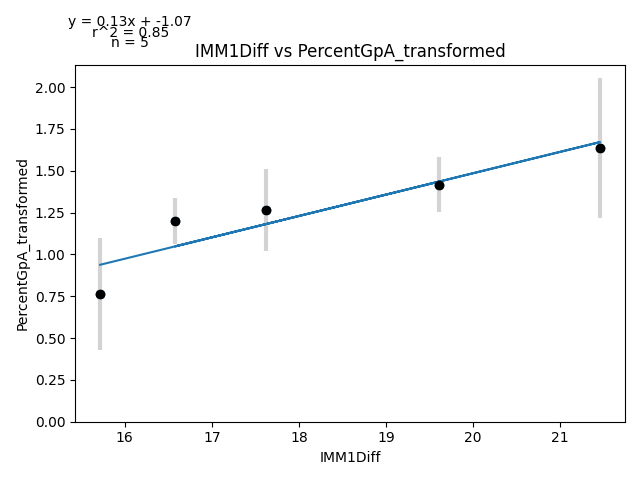 y = 0.13x + -1.07
r^2 = 0.85
n = 5
IMM1Diff vs PercentGpA_transformed
PercentGpA_transformed
2.00
1.75
1.50
1.25
1.00
0.75
0.50
0.25
0.00
16 17 18 19 20 21
IMM1Diff